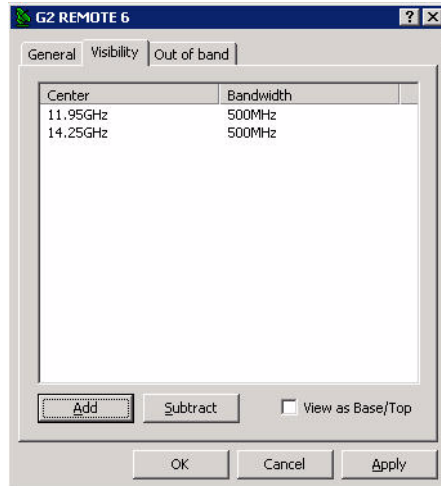 G2 REMOTE 6
General Visibility Out of band
Center Bandwidth
11.95GHz 500MHz
14.25GHz 500MHz
Add Subtract View as Base/Top
OK Cancel Apply